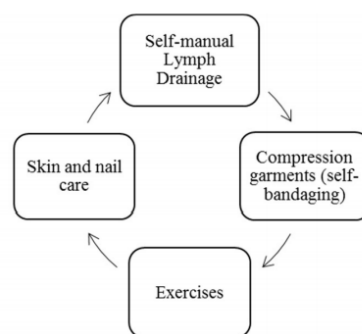 Self-manual
Lymph
Drainage
Compression
garments (self-
bandaging)
Exercises
Skin and nail
care